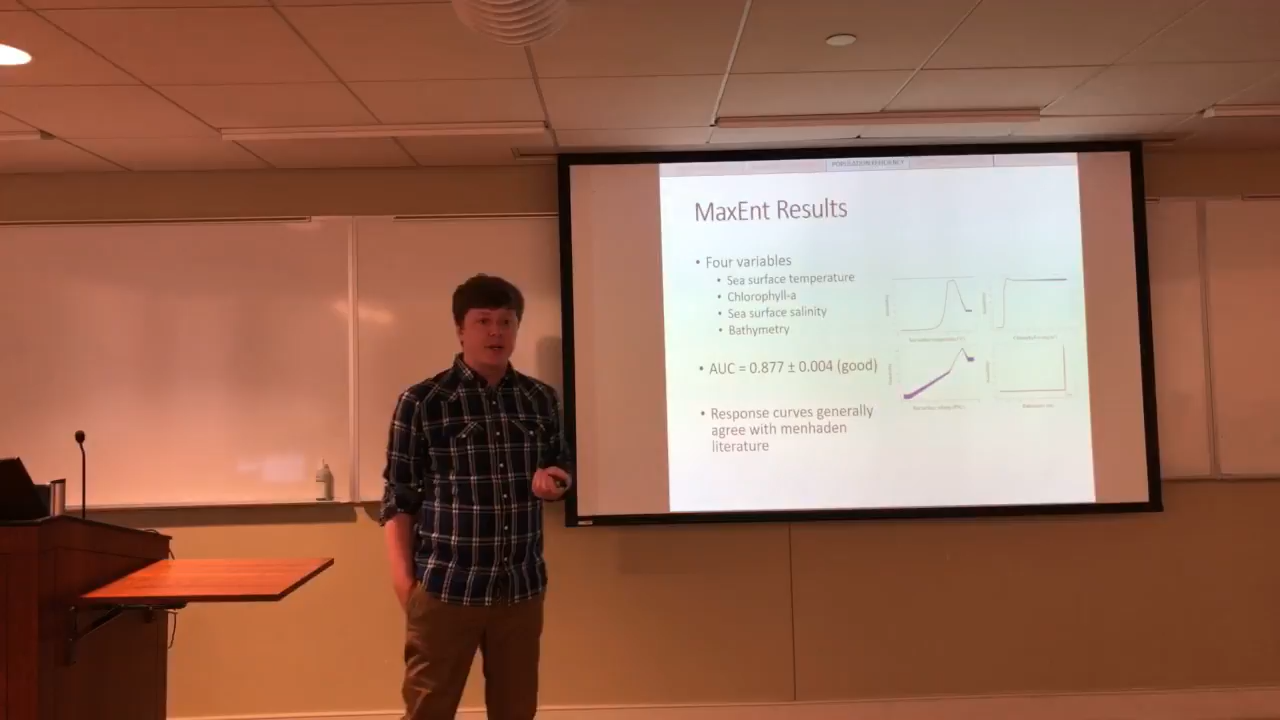 MaxEnt Results
• Four variables
• Sea surface temperature
• Chlorophyll-a
• Sea surface salinity
• Bathymetry
• AUC = 0.877 ± 0.004 (good)
• Response curves generally
agree with menhaden
literature